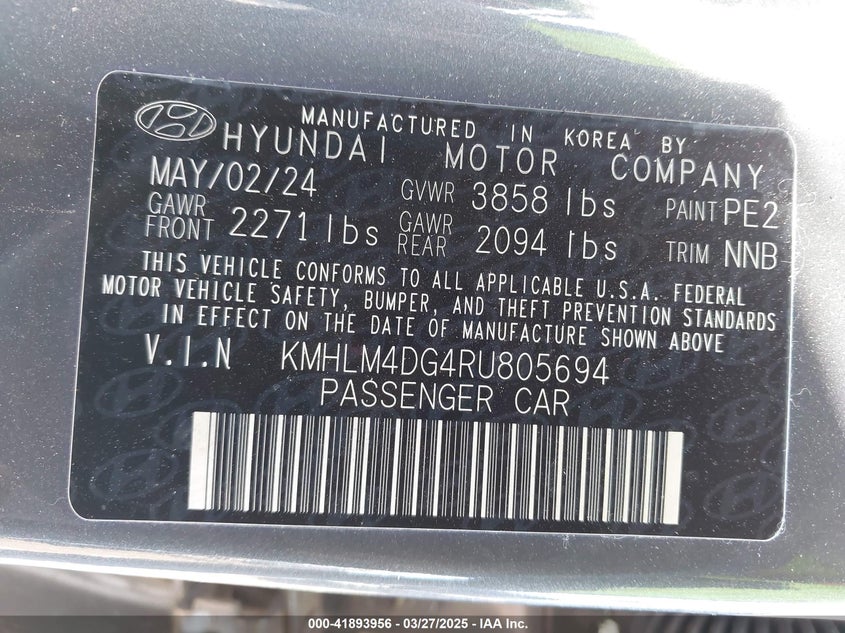 MANUFACTURED IN KOREA BY
HYUNDAI MOTOR COMPANY
MAY/02/24 GVWR 3858 lbs PAINT PE2
GAWR FRONT 2271 lbs GAWR REAR 2094 lbs TRIM NNB
THIS VEHICLE CONFORMS TO ALL APPLICABLE U.S.A. FEDERAL
MOTOR VEHICLE SAFETY, BUMPER, AND THEFT PREVENTION STANDARDS
IN EFFECT ON THE DATE OF MANUFACTURE SHOWN ABOVE
V.I.N KMHLM4DG4RU805694
PASSENGER CAR
000-41893956 | 03/27/2025 | IAA Inc.